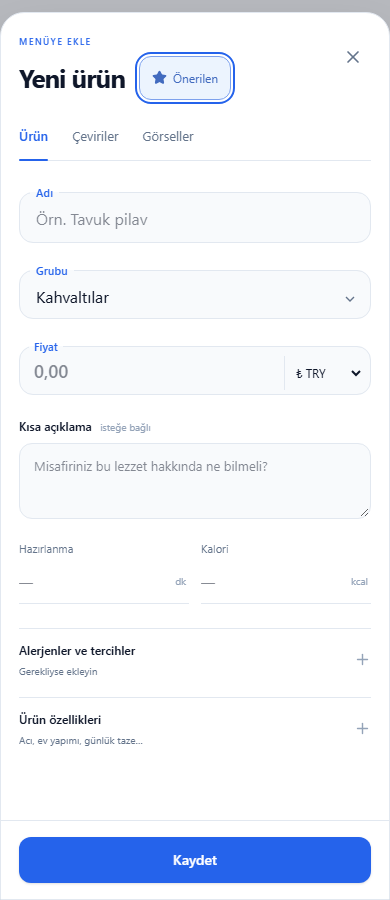 MENÜYE EKLE
Yeni ürün
Önerilen
Ürün Çeviriler Görseller
Adı
Örn. Tavuk pilav
Grubu
Kahvaltılar
Fiyat
0,00 ₺ TRY
Kısa açıklama isteğe bağlı
Misafiriniz bu lezzet hakkında ne bilmeli?
Hazırlanma Kalori
— dk — kcal
Alerjenler ve tercihler
Gerekliyse ekleyin
Ürün özellikleri
Acı, ev yapımı, günlük taze...
Kaydet